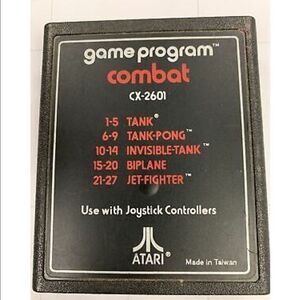 game program™
combat
CX-2601
1-5 TANK®
6-9 TANK-PONG™
10-14 INVISIBLE-TANK™
15-20 BIPLANE
21-27 JET-FIGHTER™
Use with Joystick Controllers
ATARI®
Made in Taiwan